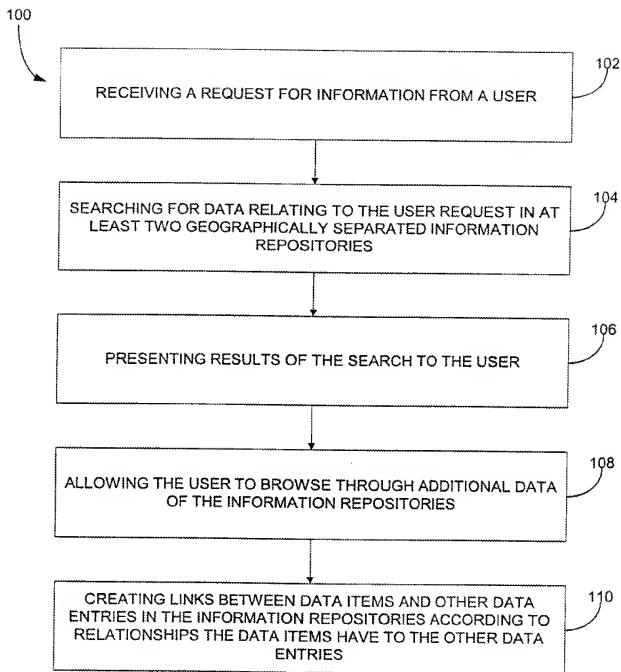 100
102
RECEIVING A REQUEST FOR INFORMATION FROM A USER
104
SEARCHING FOR DATA RELATING TO THE USER REQUEST IN AT
LEAST TWO GEOGRAPHICALLY SEPARATED INFORMATION
REPOSITORIES
106
PRESENTING RESULTS OF THE SEARCH TO THE USER
108
ALLOWING THE USER TO BROWSE THROUGH ADDITIONAL DATA
OF THE INFORMATION REPOSITORIES
110
CREATING LINKS BETWEEN DATA ITEMS AND OTHER DATA
ENTRIES IN THE INFORMATION REPOSITORIES ACCORDING TO
RELATIONSHIPS THE DATA ITEMS HAVE TO THE OTHER DATA
ENTRIES